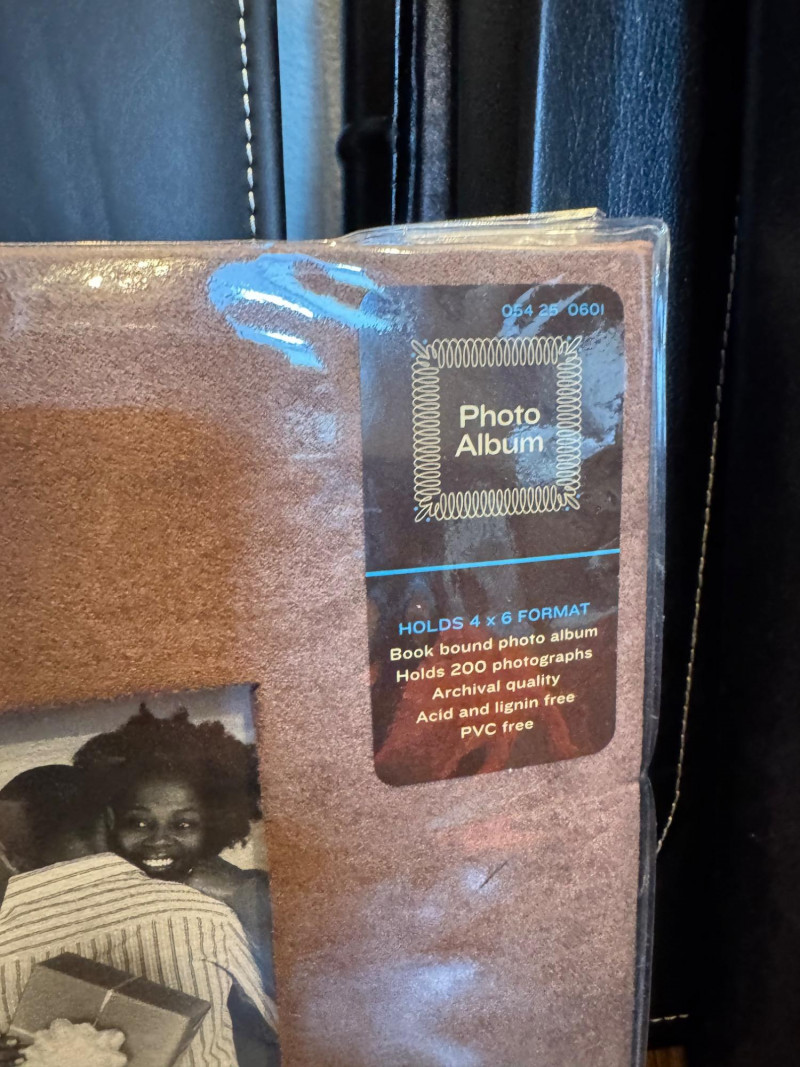 054 25 0601
Photo
Album
HOLDS 4 x 6 FORMAT
Book bound photo album
Holds 200 photographs
Archival quality
Acid and lignin free
PVC free